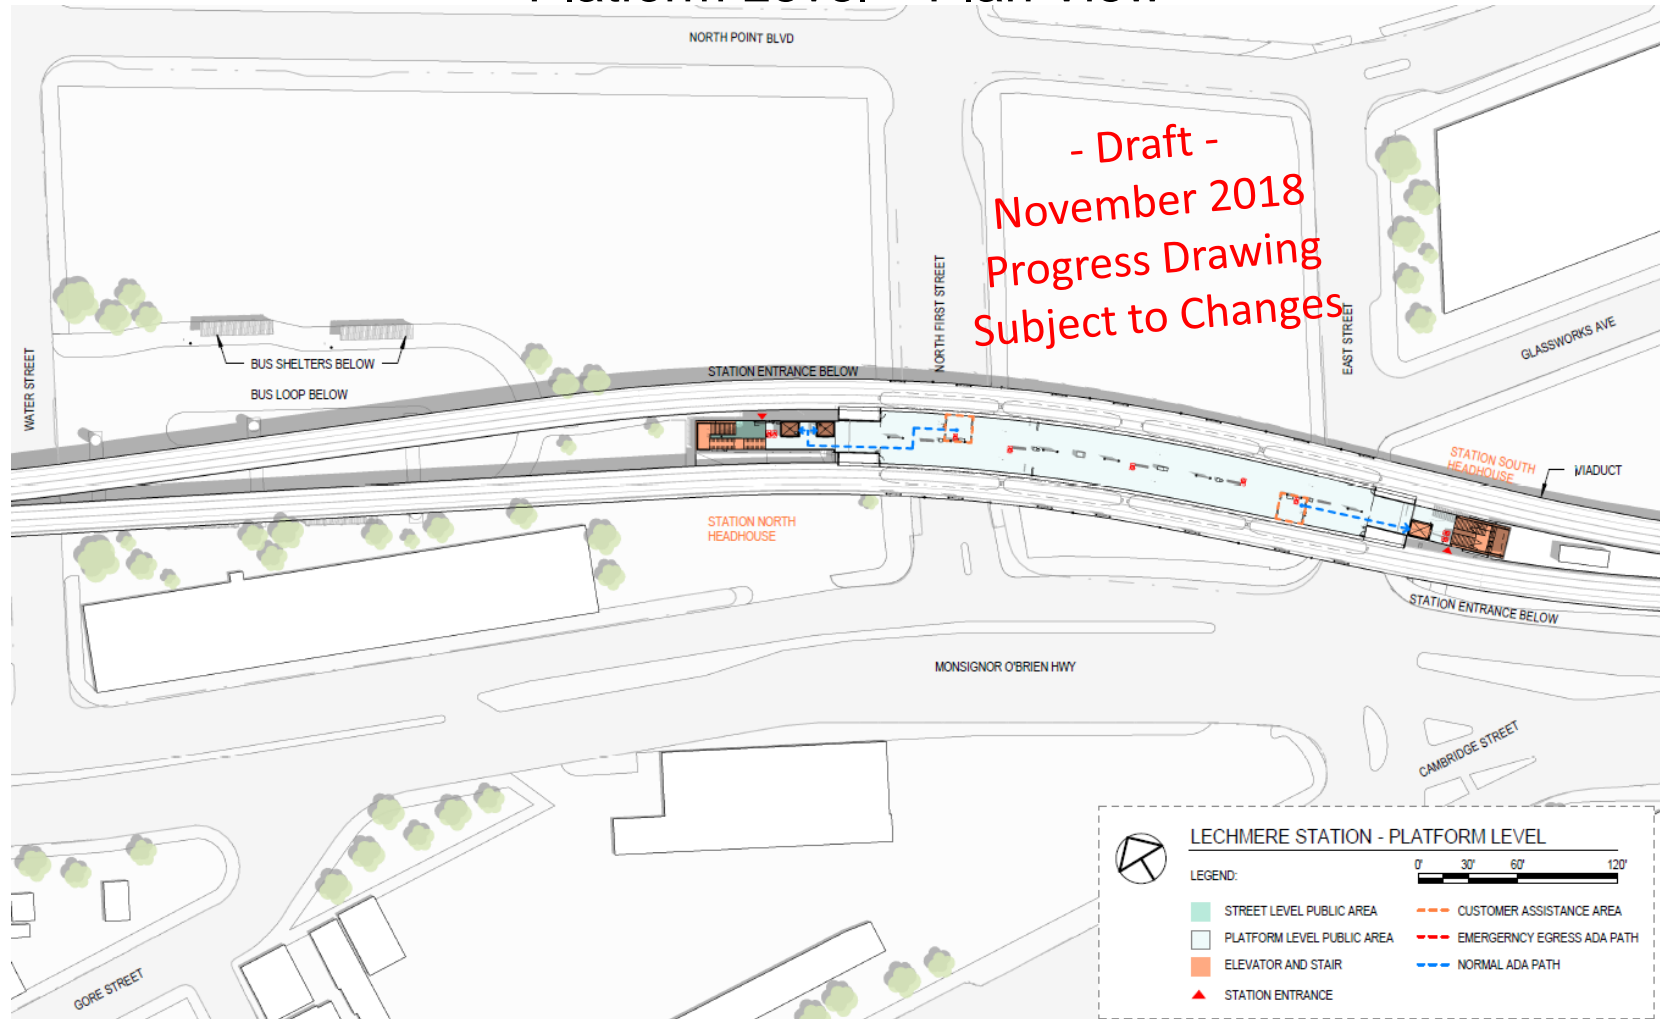 Platform Level - Plan View
NORTH POINT BLVD
- Draft -
November 2018
Progress Drawing
Subject to Changes
NORTH FIRST STREET
EAST STREET
GLASSWORKS AVE
WATER STREET
BUS SHELTERS BELOW
BUS LOOP BELOW
STATION ENTRANCE BELOW
STATION SOUTH
HEADHOUSE
VIADUCT
STATION NORTH
HEADHOUSE
STATION ENTRANCE BELOW
MONSIGNOR O'BRIEN HWY
CAMBRIDGE STREET
GORE STREET
LECHMERE STATION - PLATFORM LEVEL
LEGEND:
0' 30' 60' 120'
STREET LEVEL PUBLIC AREA
PLATFORM LEVEL PUBLIC AREA
ELEVATOR AND STAIR
STATION ENTRANCE
CUSTOMER ASSISTANCE AREA
EMERGERNCY EGRESS ADA PATH
NORMAL ADA PATH